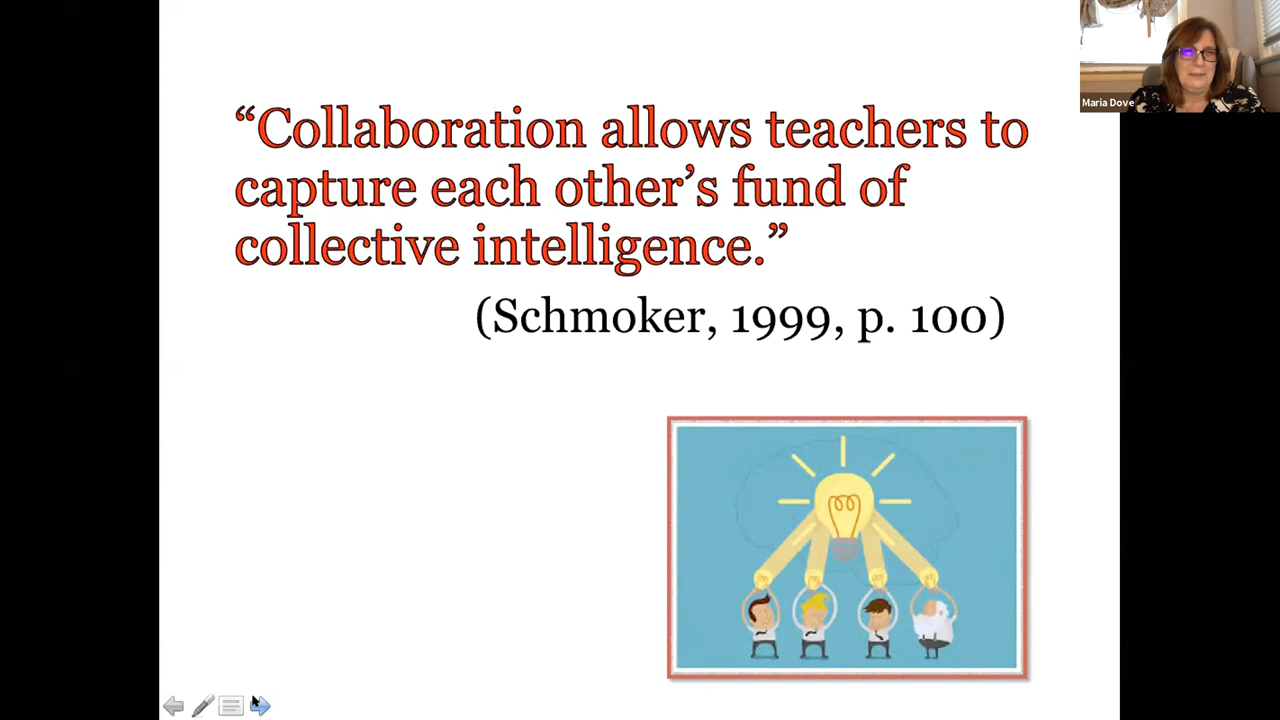 “Collaboration allows teachers to
capture each other’s fund of
collective intelligence.”
(Schmoker, 1999, p. 100)
Maria Dove